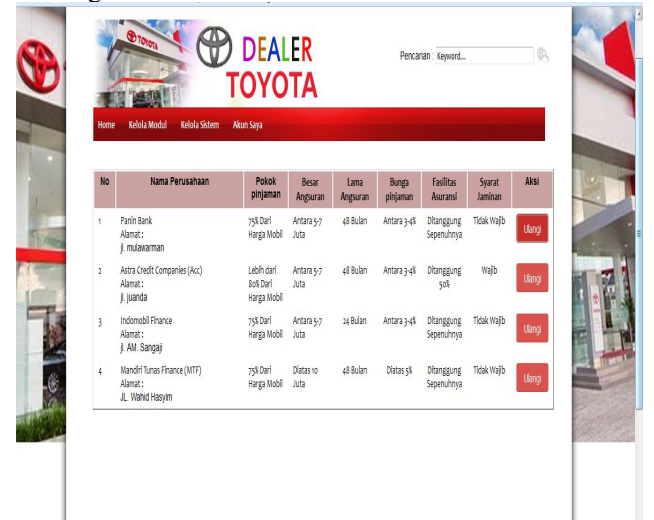 TOYOTA
DEALER
TOYOTA
Pencarian : Keyword...
Home Kelola Modul Kelola Sistem Akun Saya
No Nama Perusahaan Pokok pinjaman Besar Angsuran Lama Angsuran Bunga pinjaman Fasilitas Asuransi Syarat Jaminan Aksi
1 Panin Bank 75% Dari Antara 5-7 48 Bulan Antara 3-4% Ditanggung Tidak Wajib Ulangi
Alamat : Harga Mobil Juta Sepenuhnya
jl. mulawarman
2 Astra Credit Companies (Acc) Lebih dari Antara 5-7 48 Bulan Antara 3-4% Ditanggung Wajib Ulangi
Alamat : 80% Dari Juta 50%
jl. juanda Harga Mobil
3 Indomobil Finance 75% Dari Antara 5-7 24 Bulan Antara 3-4% Ditanggung Tidak Wajib Ulangi
Alamat : Harga Mobil Juta Sepenuhnya
jl. AM. Sangaji
4 Mandiri Tunas Finance (MTF) 75% Dari Diatas 10 48 Bulan Diatas 5% Ditanggung Tidak Wajib Ulangi
Alamat : Harga Mobil Juta Sepenuhnya
JL. Wahid Hasyim